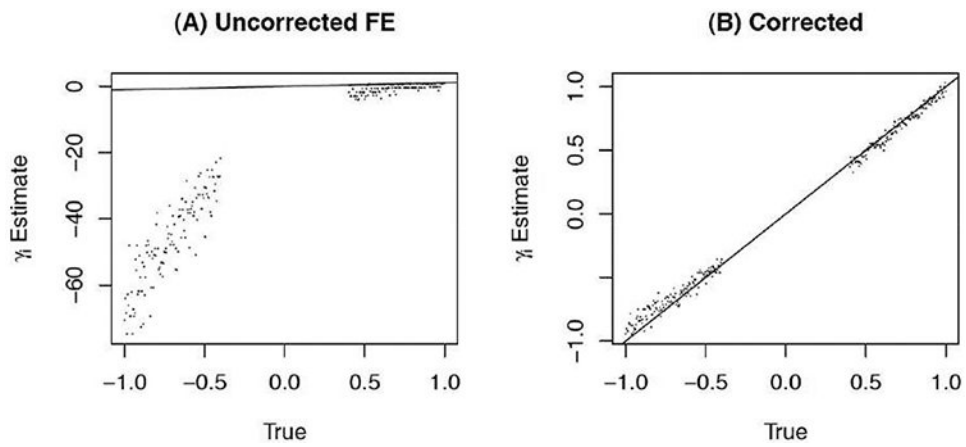 (A) Uncorrected FE
γi Estimate
0
−20
−40
−60
−1.0 −0.5 0.0 0.5 1.0
True
(B) Corrected
γi Estimate
1.0
0.5
0.0
−1.0
−1.0 −0.5 0.0 0.5 1.0
True